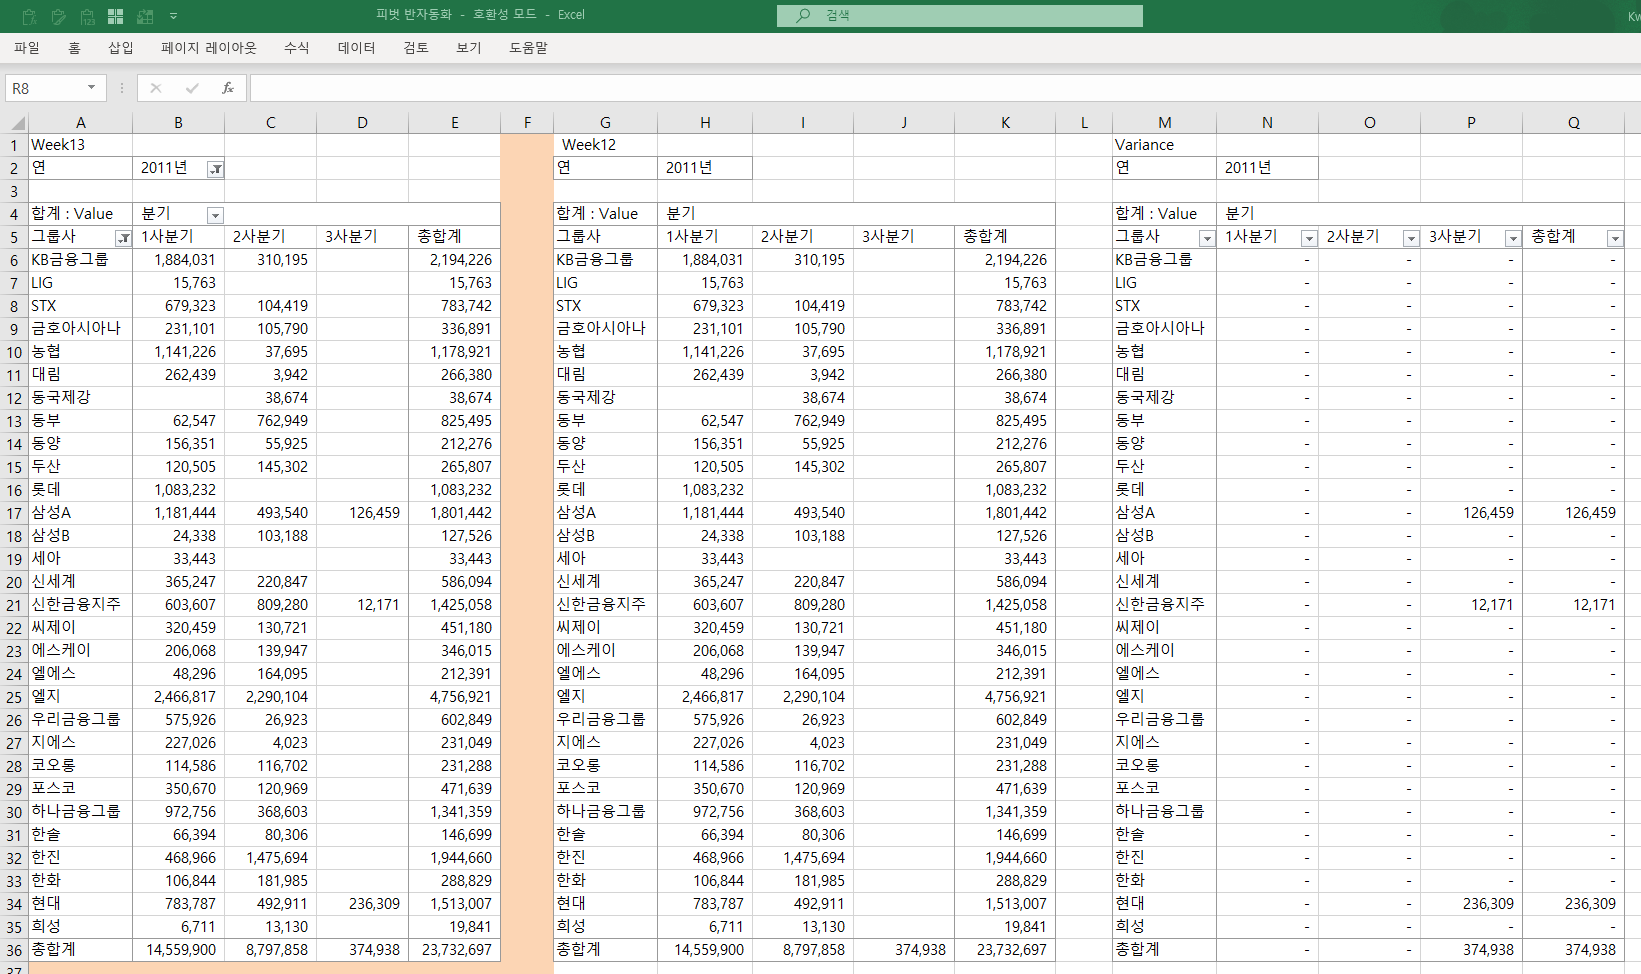 피벗 반자동화 - 호환성 모드 - Excel 검색 Kw
파일 홈 삽입 페이지 레이아웃 수식 데이터 검토 보기 도움말
R8 fx
A B C D E F G H I J K L M N O P Q
1 Week13 Week12 Variance
2 연 2011년 연 2011년 연 2011년
3
4 합계 : Value 분기 합계 : Value 분기 합계 : Value 분기
5 그룹사 1사분기 2사분기 3사분기 총합계 그룹사 1사분기 2사분기 3사분기 총합계 그룹사 1사분기 2사분기 3사분기 총합계
6 KB금융그룹 1,884,031 310,195 2,194,226 KB금융그룹 1,884,031 310,195 2,194,226 KB금융그룹 - - - -
7 LIG 15,763 15,763 LIG 15,763 15,763 LIG - - - -
8 STX 679,323 104,419 783,742 STX 679,323 104,419 783,742 STX - - - -
9 금호아시아나 231,101 105,790 336,891 금호아시아나 231,101 105,790 336,891 금호아시아나 - - - -
10 농협 1,141,226 37,695 1,178,921 농협 1,141,226 37,695 1,178,921 농협 - - - -
11 대림 262,439 3,942 266,380 대림 262,439 3,942 266,380 대림 - - - -
12 동국제강 38,674 38,674 동국제강 38,674 38,674 동국제강 - - - -
13 동부 62,547 762,949 825,495 동부 62,547 762,949 825,495 동부 - - - -
14 동양 156,351 55,925 212,276 동양 156,351 55,925 212,276 동양 - - - -
15 두산 120,505 145,302 265,807 두산 120,505 145,302 265,807 두산 - - - -
16 롯데 1,083,232 1,083,232 롯데 1,083,232 1,083,232 롯데 - - - -
17 삼성A 1,181,444 493,540 126,459 1,801,442 삼성A 1,181,444 493,540 1,801,442 삼성A - - 126,459 126,459
18 삼성B 24,338 103,188 127,526 삼성B 24,338 103,188 127,526 삼성B - - - -
19 세아 33,443 33,443 세아 33,443 33,443 세아 - - - -
20 신세계 365,247 220,847 586,094 신세계 365,247 220,847 586,094 신세계 - - - -
21 신한금융지주 603,607 809,280 12,171 1,425,058 신한금융지주 603,607 809,280 1,425,058 신한금융지주 - - 12,171 12,171
22 씨제이 320,459 130,721 451,180 씨제이 320,459 130,721 451,180 씨제이 - - - -
23 에스케이 206,068 139,947 346,015 에스케이 206,068 139,947 346,015 에스케이 - - - -
24 엘에스 48,296 164,095 212,391 엘에스 48,296 164,095 212,391 엘에스 - - - -
25 엘지 2,466,817 2,290,104 4,756,921 엘지 2,466,817 2,290,104 4,756,921 엘지 - - - -
26 우리금융그룹 575,926 26,923 602,849 우리금융그룹 575,926 26,923 602,849 우리금융그룹 - - - -
27 지에스 227,026 4,023 231,049 지에스 227,026 4,023 231,049 지에스 - - - -
28 코오롱 114,586 116,702 231,288 코오롱 114,586 116,702 231,288 코오롱 - - - -
29 포스코 350,670 120,969 471,639 포스코 350,670 120,969 471,639 포스코 - - - -
30 하나금융그룹 972,756 368,603 1,341,359 하나금융그룹 972,756 368,603 1,341,359 하나금융그룹 - - - -
31 한솔 66,394 80,306 146,699 한솔 66,394 80,306 146,699 한솔 - - - -
32 한진 468,966 1,475,694 1,944,660 한진 468,966 1,475,694 1,944,660 한진 - - - -
33 한화 106,844 181,985 288,829 한화 106,844 181,985 288,829 한화 - - - -
34 현대 783,787 492,911 236,309 1,513,007 현대 783,787 492,911 1,513,007 현대 - - 236,309 236,309
35 희성 6,711 13,130 19,841 희성 6,711 13,130 19,841 희성 - - - -
36 총합계 14,559,900 8,797,858 374,938 23,732,697 총합계 14,559,900 8,797,858 374,938 23,732,697 총합계 - - 374,938 374,938
37